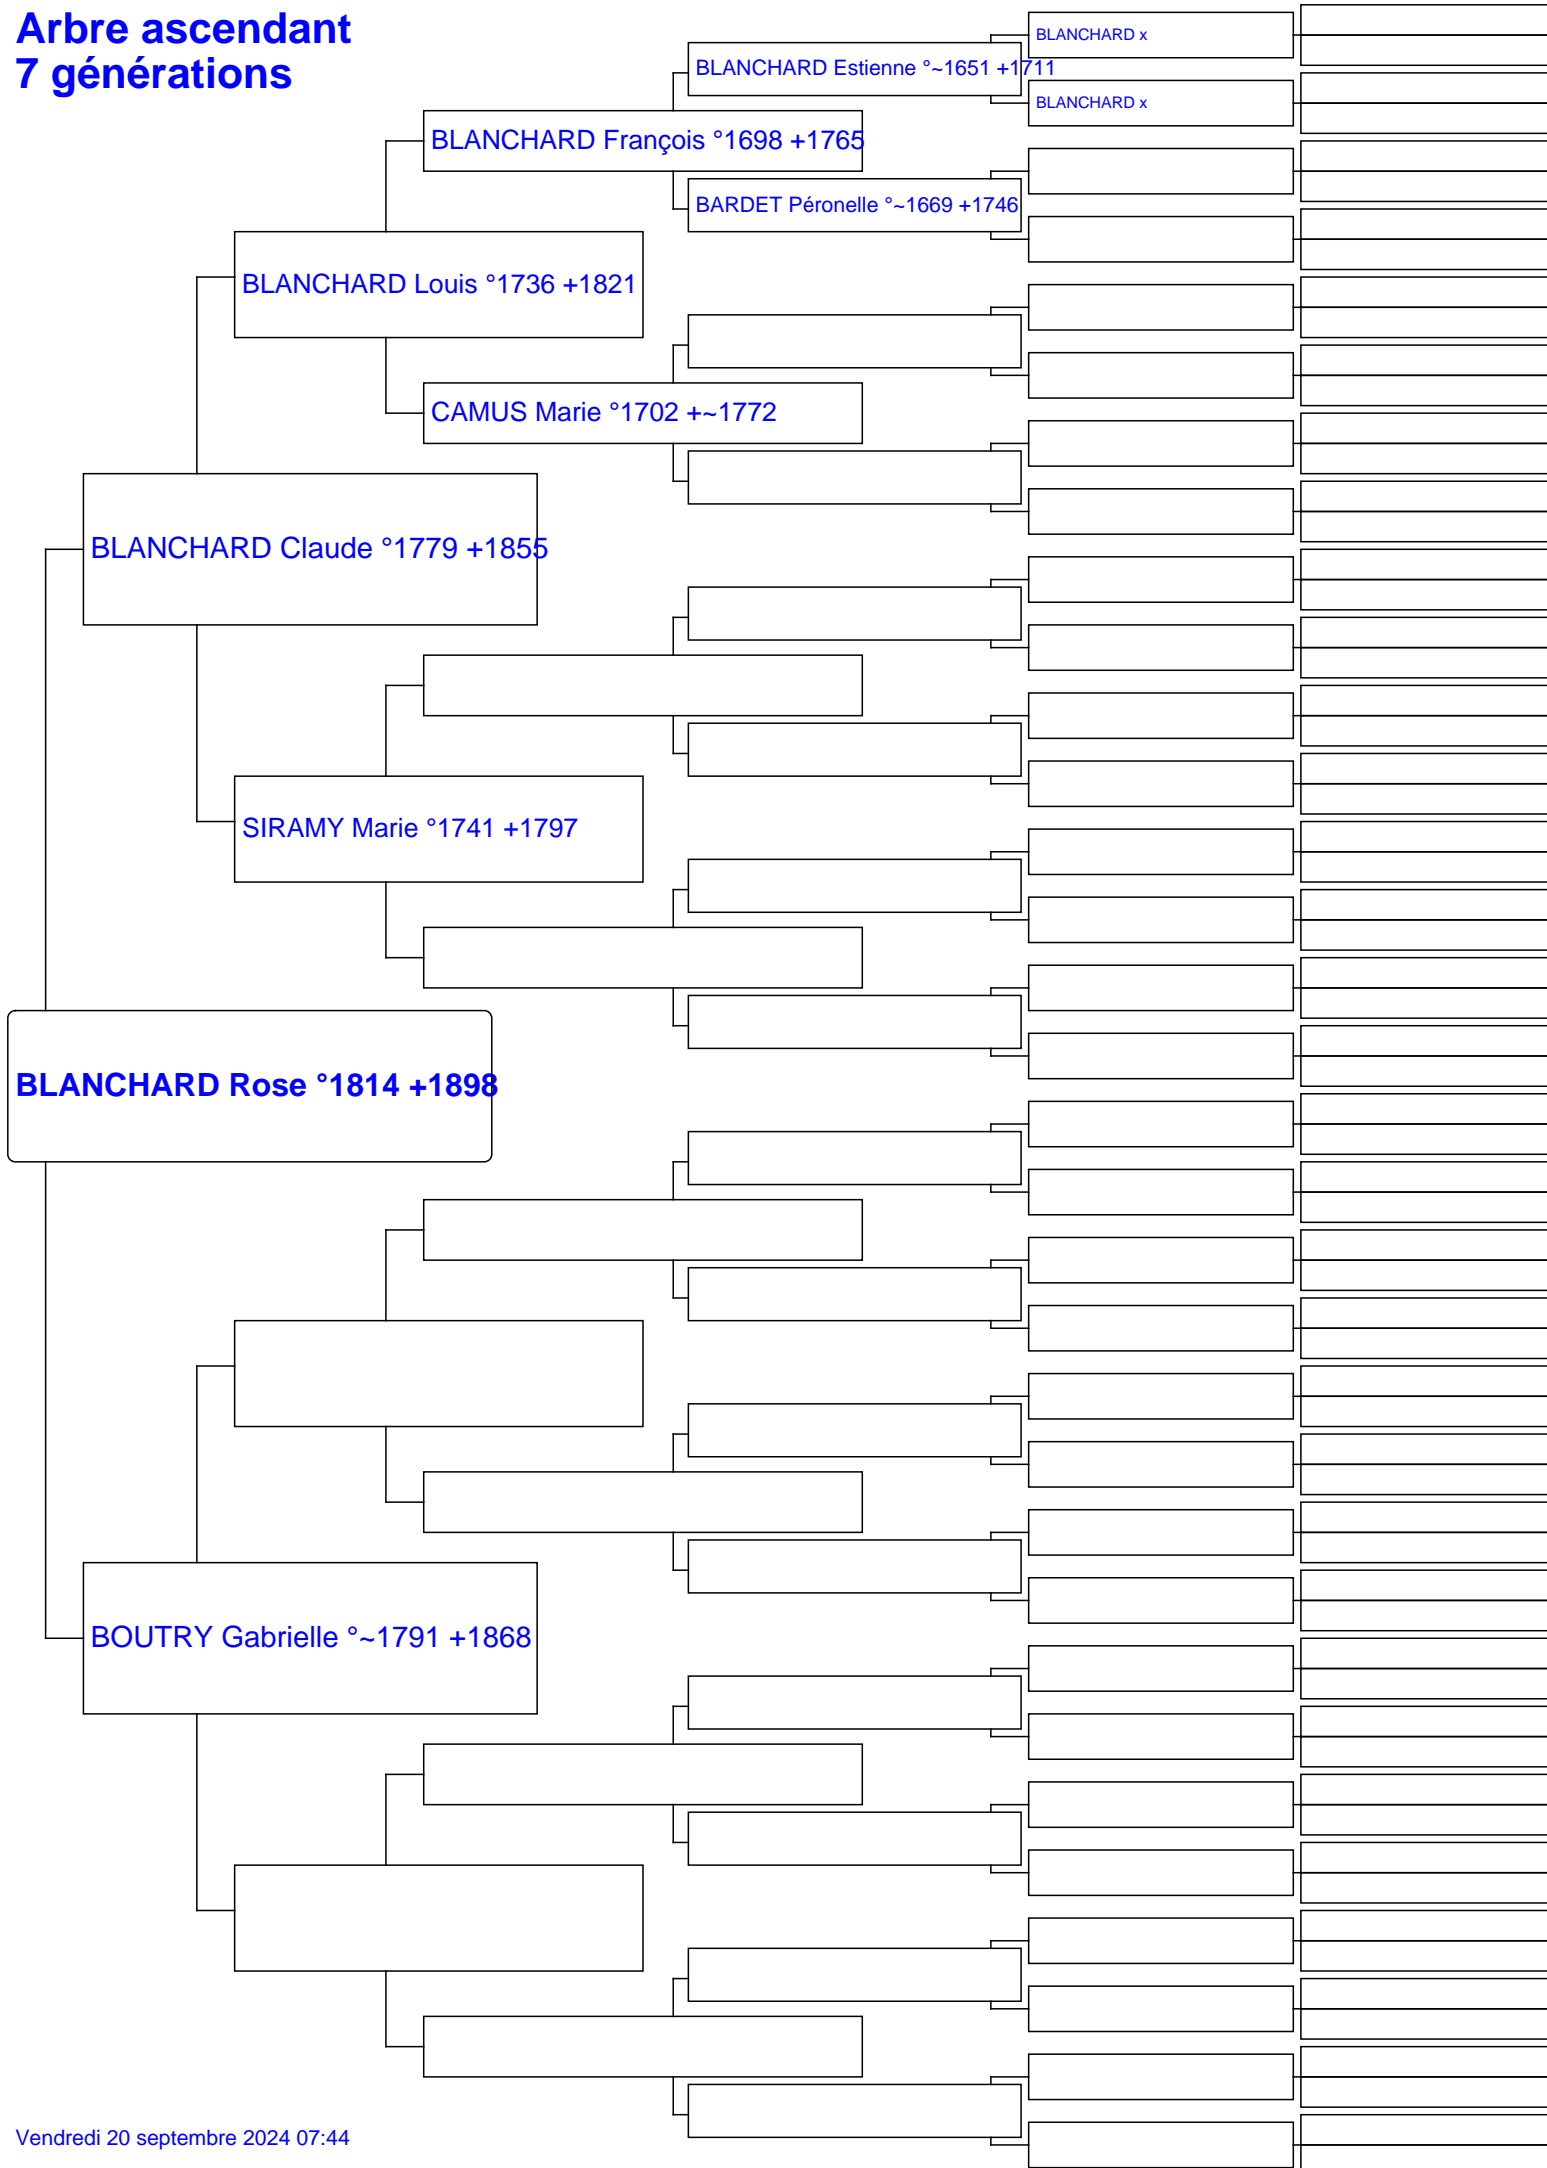 Arbre ascendant
7 générations
BLANCHARD x
BLANCHARD Estienne °~1651 +1711
BLANCHARD x
BLANCHARD François °1698 +1765
BARDET Péronelle °~1669 +1746
BLANCHARD Louis °1736 +1821
CAMUS Marie °1702 +~1772
BLANCHARD Claude °1779 +1855
SIRAMY Marie °1741 +1797
BLANCHARD Rose °1814 +1898
BOUTRY Gabrielle °~1791 +1868
Vendredi 20 septembre 2024 07:44